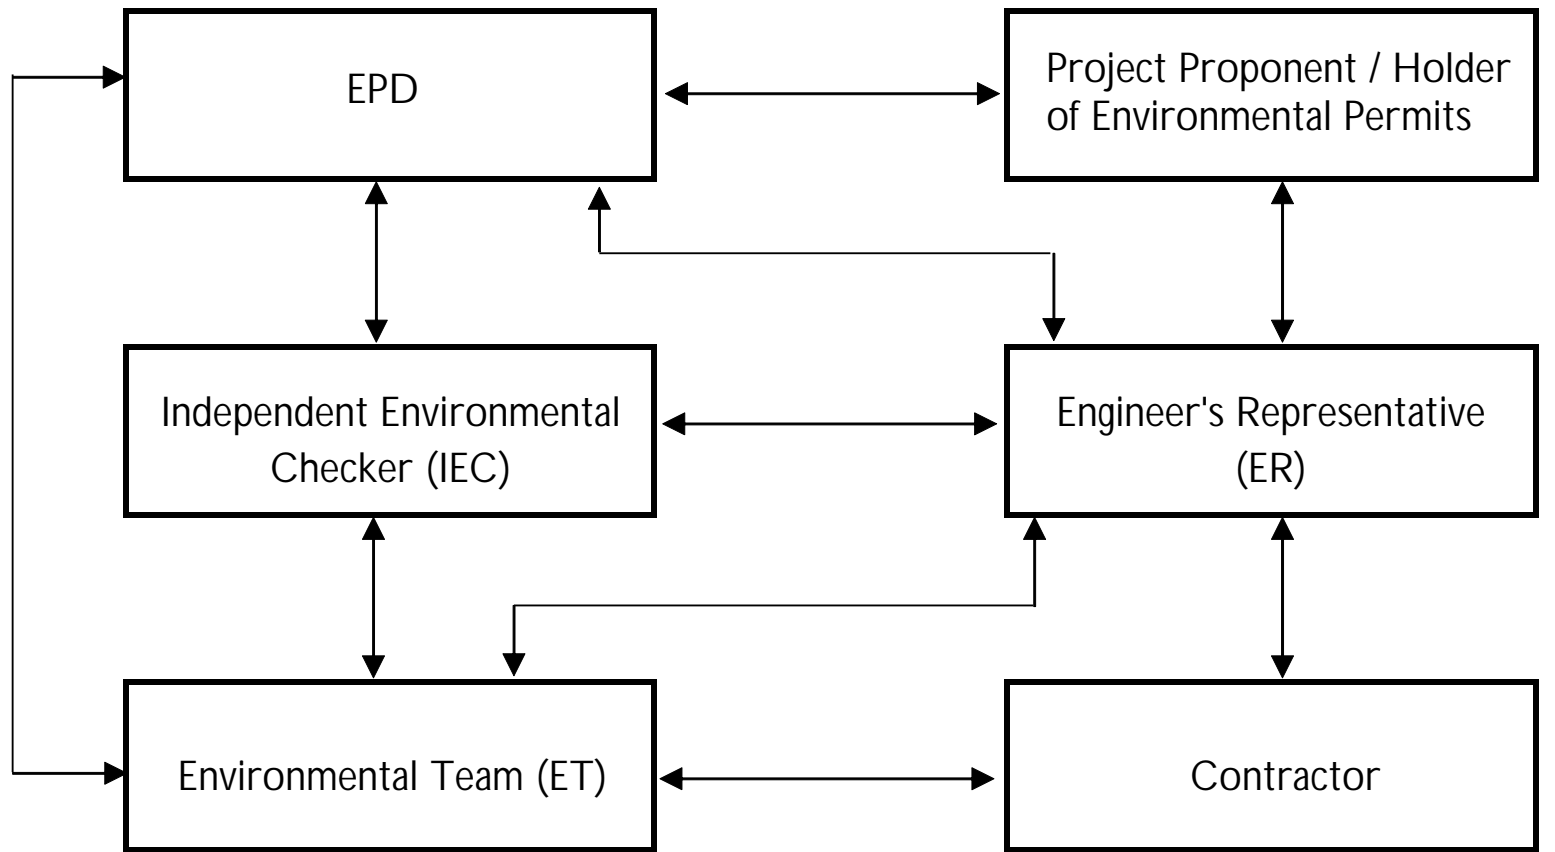 EPD
Project Proponent / Holder
of Environmental Permits
Independent Environmental
Checker (IEC)
Engineer's Representative
(ER)
Environmental Team (ET)
Contractor